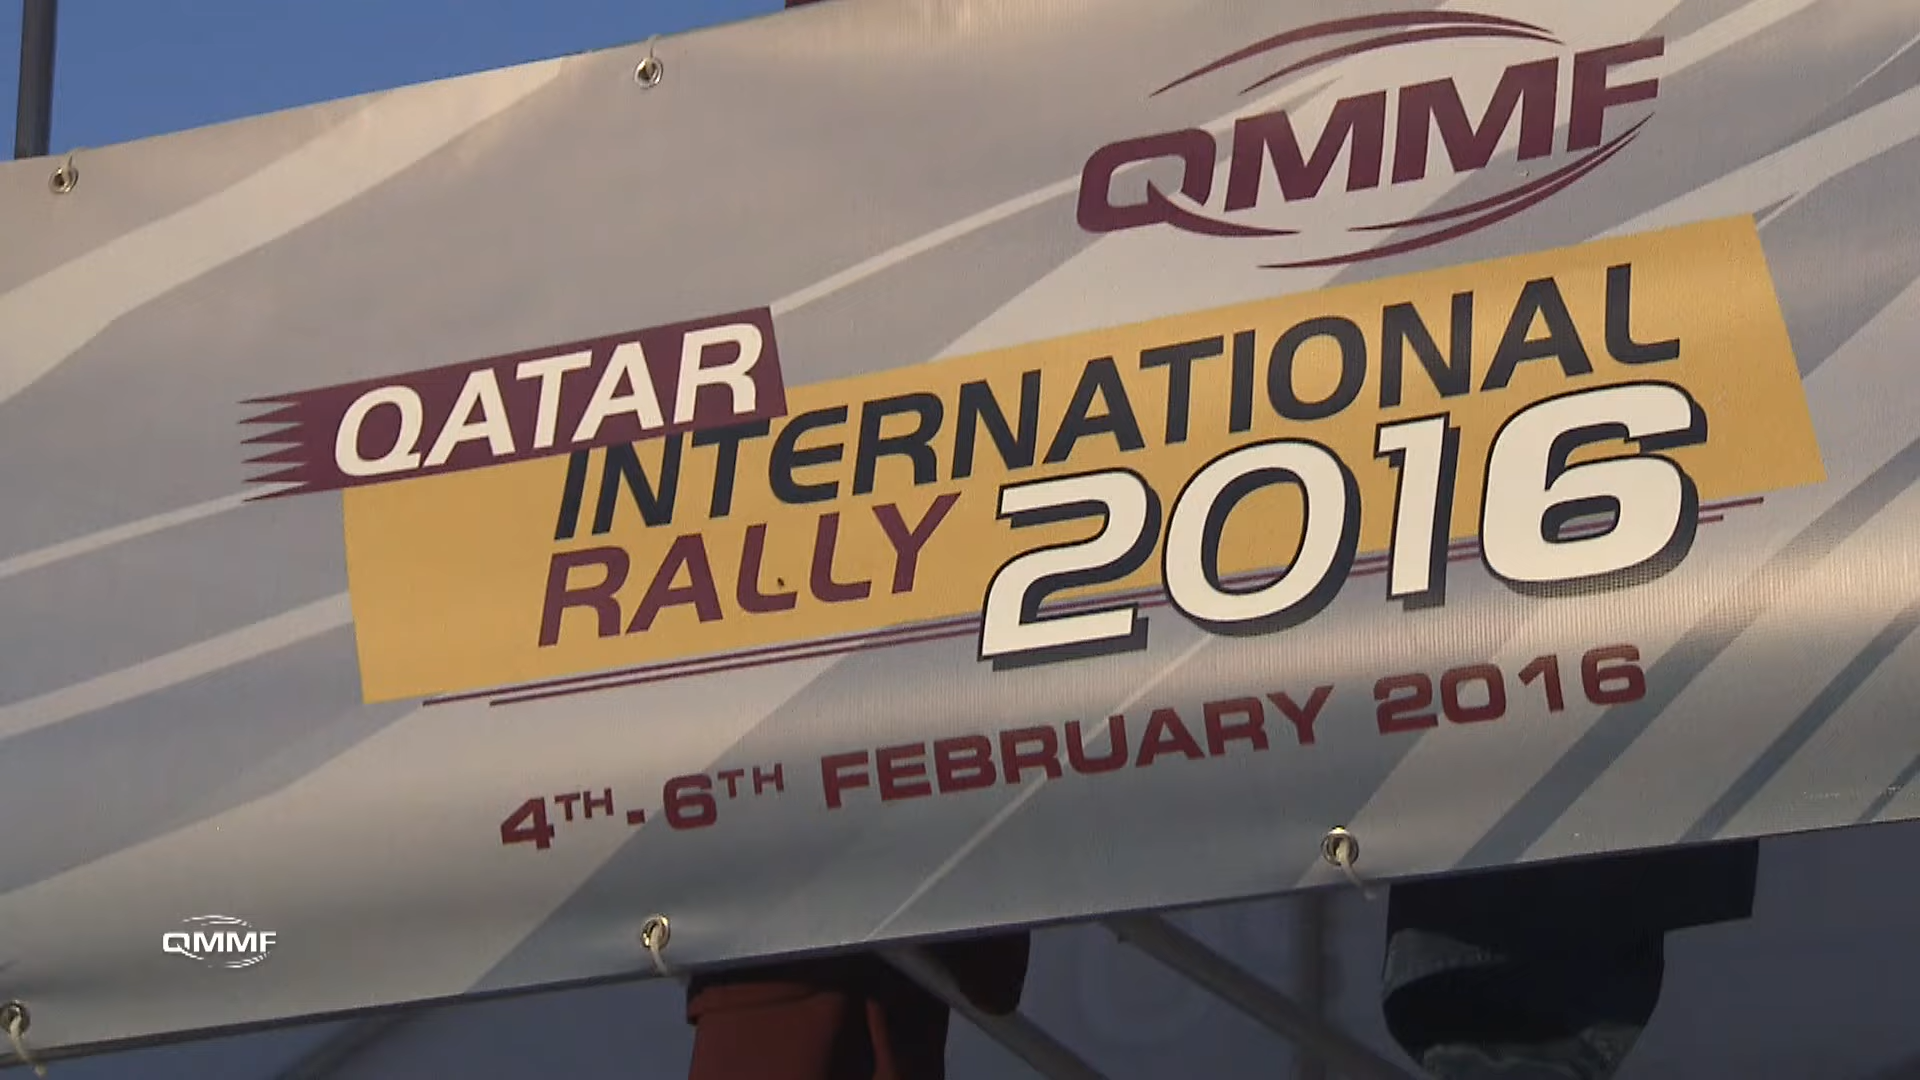 QMMF
QATAR
INTERNATIONAL
RALLY 2016
4TH. 6TH FEBRUARY 2016
QMMF